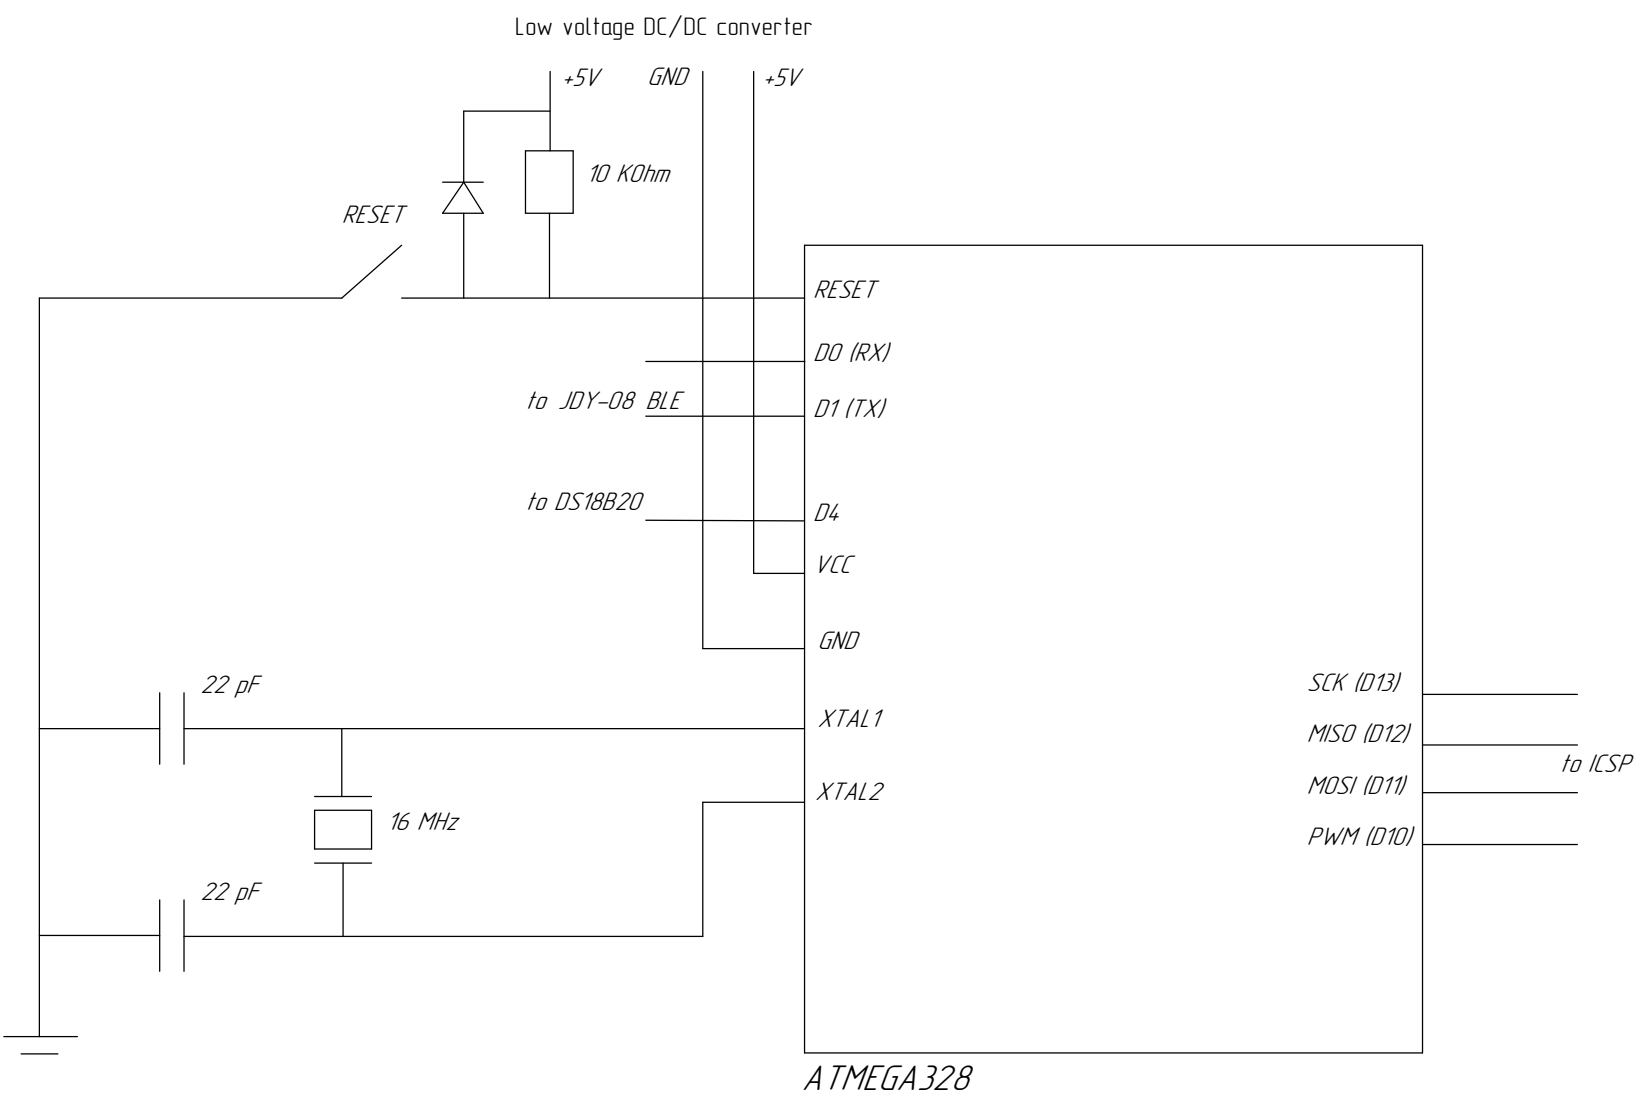 Low voltage DC/DC converter
+5V
GND
+5V
10 KOhm
RESET
RESET
D0 (RX)
to JDY-08 BLE
D1 (TX)
to DS18B20
D4
VCC
GND
22 pF
SCK (D13)
XTAL1
MISO (D12)
to ICSP
MOSI (D11)
XTAL2
16 MHz
PWM (D10)
22 pF
ATMEGA328